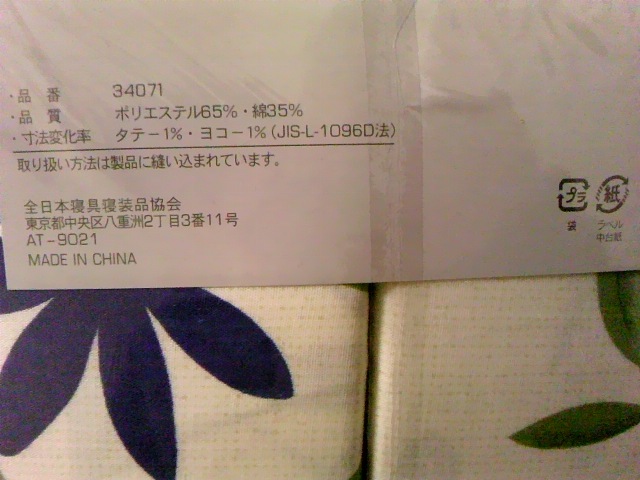 ・品 番 34071
・品 質 ポリエステル65%・綿35%
・寸法変化率 タテ-1%・ヨコ-1%(JIS-L-1096D法)
取り扱い方法は製品に縫い込まれています。
全日本寝具寝装品協会
東京都中央区八重洲2丁目3番11号
AT-9021
MADE IN CHINA
プラ 紙
袋 ラベル
中台紙